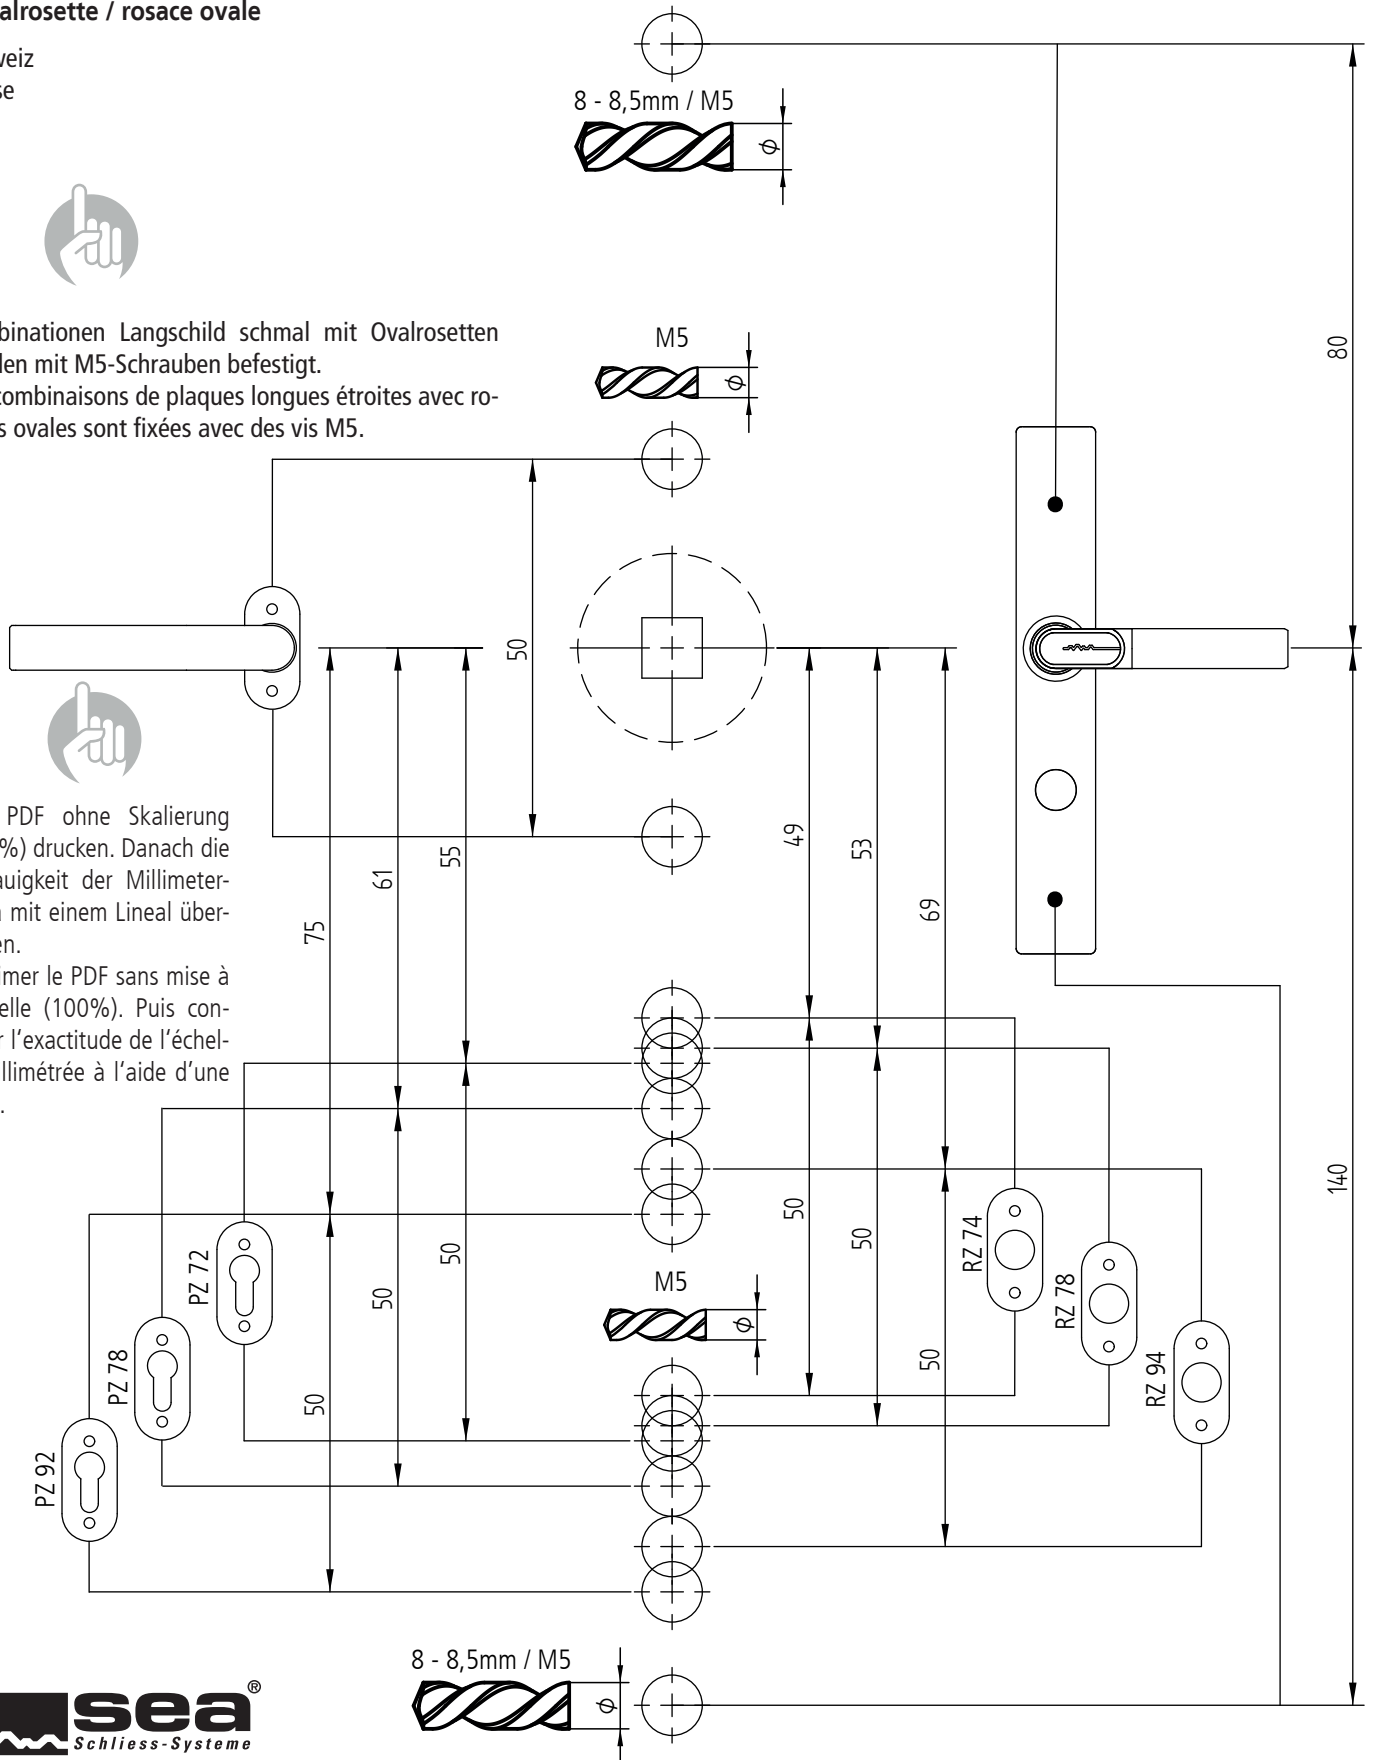 alrosette / rosace ovale
weiz
se
8 - 8,5mm / M5
ϕ
binationen Langschild schmal mit Ovalrosetten
den mit M5-Schrauben befestigt.
combinaisons de plaques longues étroites avec ro-
s ovales sont fixées avec des vis M5.
M5
ϕ
80
50
PDF ohne Skalierung
%) drucken. Danach die
auigkeit der Millimeter-
n mit einem Lineal über-
en.
imer le PDF sans mise à
elle (100%). Puis con-
r l‘exactitude de l‘échel-
illimétrée à l‘aide d‘une
.
75
61
55
49
53
69
140
50
50
50
50
50
50
PZ 72
PZ 78
PZ 92
RZ 74
RZ 78
RZ 94
M5
ϕ
8 - 8,5mm / M5
ϕ
sea®
Schliess-Systeme